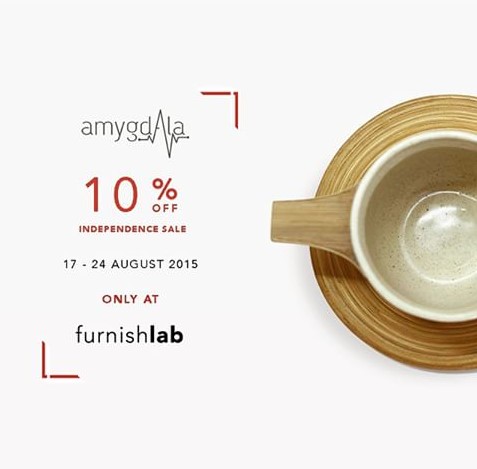 amygdAla
10 % OFF
INDEPENDENCE SALE
17 - 24 AUGUST 2015
ONLY AT
furnishlab